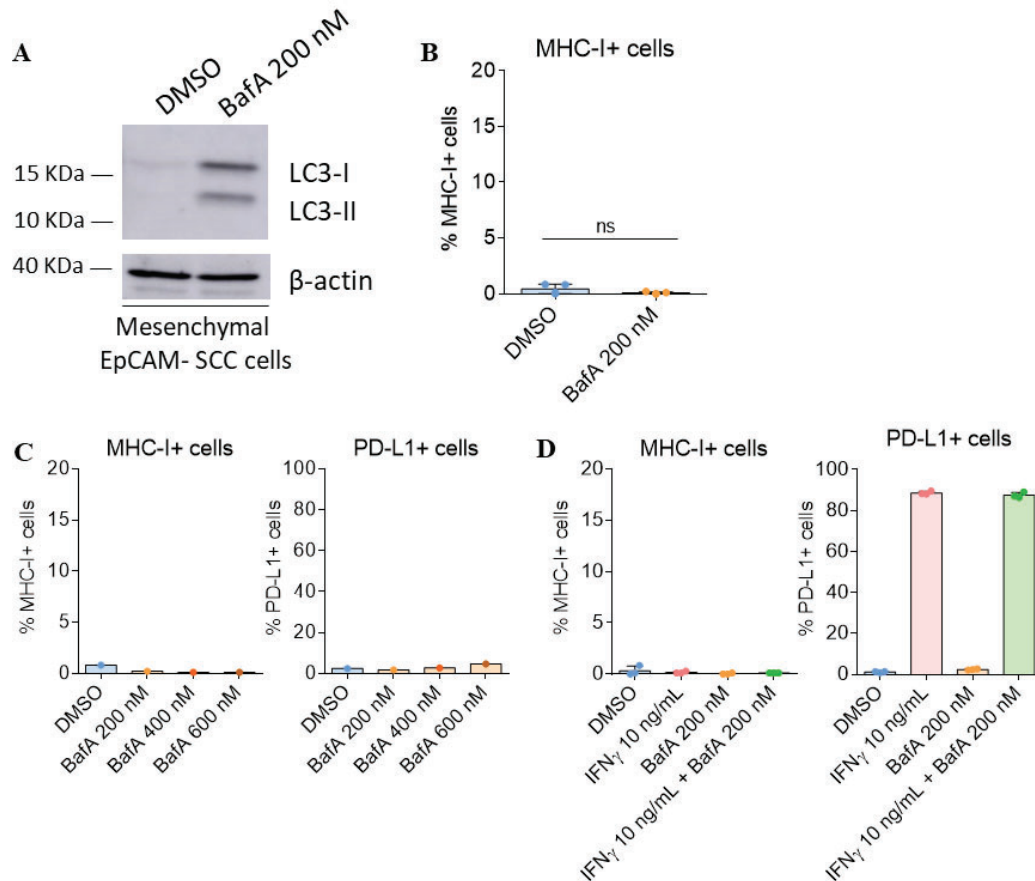 A
DMSO
BafA 200 nM
15 KDa
10 KDa
40 KDa
LC3-I
LC3-II
β-actin
Mesenchymal
EpCAM- SCC cells
B
MHC-I+ cells
% MHC-I+ cells
20
15
10
5
0
ns
DMSO
BafA 200 nM
C
MHC-I+ cells
% MHC-I+ cells
20
15
10
5
0
DMSO
BafA 200 nM
BafA 400 nM
BafA 600 nM
PD-L1+ cells
% PD-L1+ cells
100
80
60
40
20
0
DMSO
BafA 200 nM
BafA 400 nM
BafA 600 nM
D
MHC-I+ cells
% MHC-I+ cells
20
15
10
5
0
DMSO
IFNγ 10 ng/mL
BafA 200 nM
IFNγ 10 ng/mL + BafA 200 nM
PD-L1+ cells
% PD-L1+ cells
100
80
60
40
20
0
DMSO
IFNγ 10 ng/mL
BafA 200 nM
IFNγ 10 ng/mL + BafA 200 nM